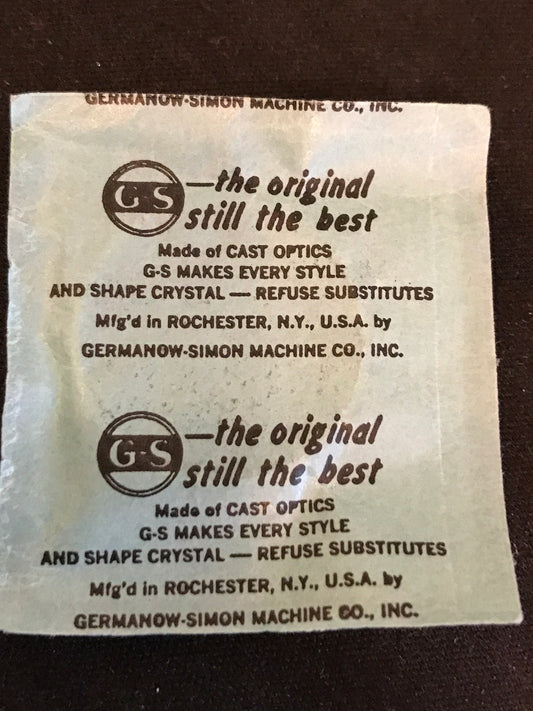 GERMANOW-SIMON MACHINE CO., INC.
G-S —the original
still the best
Made of CAST OPTICS
G-S MAKES EVERY STYLE
AND SHAPE CRYSTAL — REFUSE SUBSTITUTES
Mfg'd in ROCHESTER, N.Y., U.S.A. by
GERMANOW-SIMON MACHINE CO., INC.
G-S —the original
still the best
Made of CAST OPTICS
G-S MAKES EVERY STYLE
AND SHAPE CRYSTAL — REFUSE SUBSTITUTES
Mfg'd in ROCHESTER, N.Y., U.S.A. by
GERMANOW-SIMON MACHINE CO., INC.